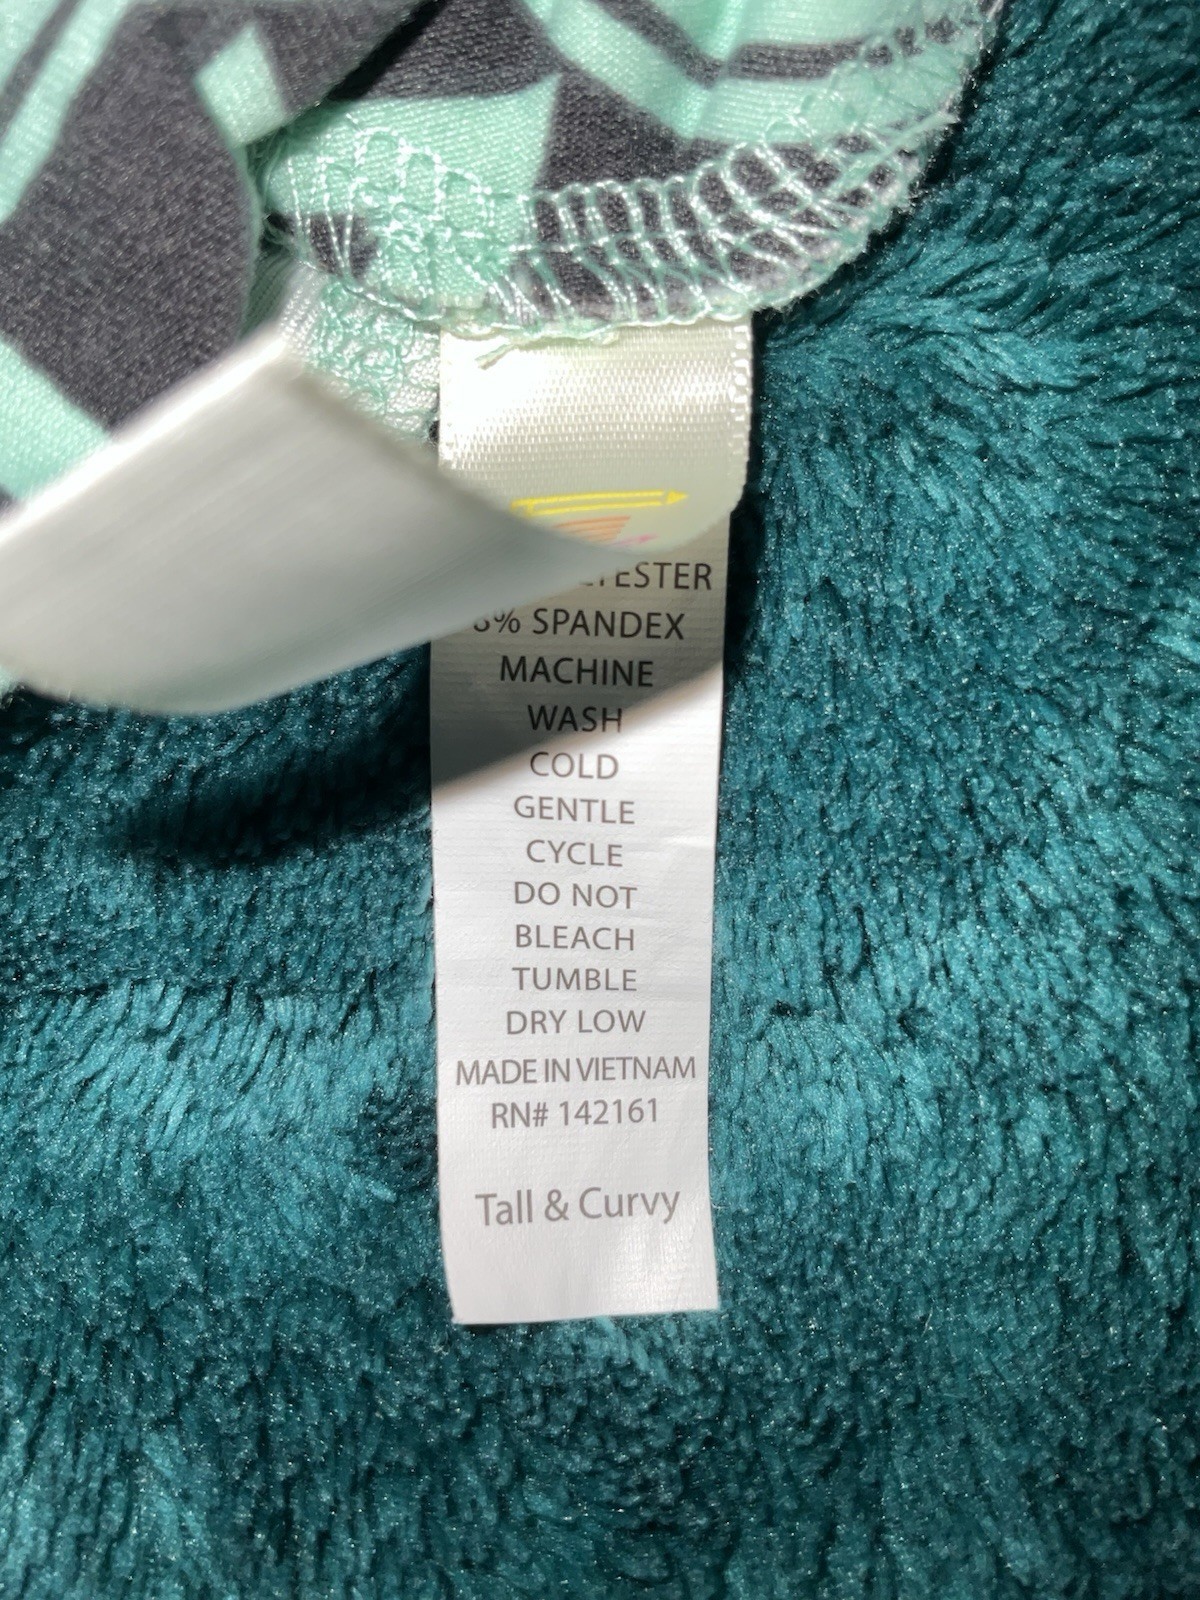 SPANDEX
MACHINE
WASH
COLD
GENTLE
CYCLE
DO NOT
BLEACH
TUMBLE
DRY LOW
MADE IN VIETNAM
RN# 142161
Tall & Curvy